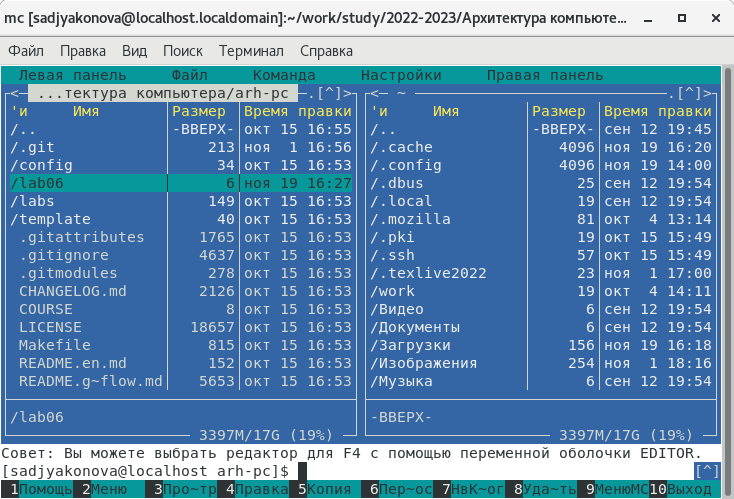 mc [sadjyakonova@localhost.localdomain]:~/work/study/2022-2023/Архитектура компьюте...
Файл Правка Вид Поиск Терминал Справка
Левая панель Файл Команда Настройки Правая панель
<— ...тектура компьютера/arh-pc —.[^]> <— ~ —.[^]>
'и Имя Размер Время правки 'и Имя Размер Время правки
/.. -ВВЕРХ- окт 15 16:55 /.. -ВВЕРХ- сен 12 19:45
/.git 213 ноя 1 16:56 /.cache 4096 ноя 19 16:20
/config 34 окт 15 16:53 /.config 4096 ноя 19 14:00
/lab06 6 ноя 19 16:27 /.dbus 25 сен 12 19:54
/labs 149 окт 15 16:53 /.local 19 сен 12 19:54
/template 40 окт 15 16:53 /.mozilla 81 окт 4 13:14
.gitattributes 1765 окт 15 16:53 /.pki 19 окт 15 15:49
.gitignore 4637 окт 15 16:53 /.ssh 57 окт 15 15:49
.gitmodules 278 окт 15 16:53 /.texlive2022 23 ноя 1 17:00
CHANGELOG.md 2126 окт 15 16:53 /work 19 окт 4 14:11
COURSE 8 окт 15 16:53 /Видео 6 сен 12 19:54
LICENSE 18657 окт 15 16:53 /Документы 6 сен 12 19:54
Makefile 815 окт 15 16:53 /Загрузки 156 ноя 19 16:18
README.en.md 152 окт 15 16:53 /Изображения 254 ноя 1 18:16
README.g~flow.md 5653 окт 15 16:53 /Музыка 6 сен 12 19:54
/lab06 -ВВЕРХ-
3397M/17G (19%) 3397M/17G (19%)
Совет: Вы можете выбрать редактор для F4 с помощью переменной оболочки EDITOR.
[sadjyakonova@localhost arh-pc]$ [^]
1Помощь 2Меню 3Про~тр 4Правка 5Копия 6Пер~ос 7НвК~ог 8Уда~ть 9МенюMC 10Выход